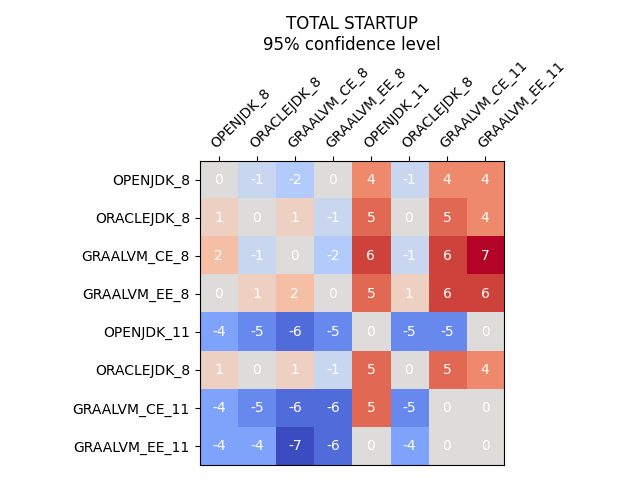 TOTAL STARTUP
95% confidence level
OPENJDK_8 ORACLEJDK_8 GRAALVM_CE_8 GRAALVM_EE_8 OPENJDK_11 ORACLEJDK_8 GRAALVM_CE_11 GRAALVM_EE_11
OPENJDK_8 0 -1 -2 0 4 -1 4 4
ORACLEJDK_8 1 0 1 -1 5 0 5 4
GRAALVM_CE_8 2 -1 0 -2 6 -1 6 7
GRAALVM_EE_8 0 1 2 0 5 1 6 6
OPENJDK_11 -4 -5 -6 -5 0 -5 -5 0
ORACLEJDK_8 1 0 1 -1 5 0 5 4
GRAALVM_CE_11 -4 -5 -6 -6 5 -5 0 0
GRAALVM_EE_11 -4 -4 -7 -6 0 -4 0 0